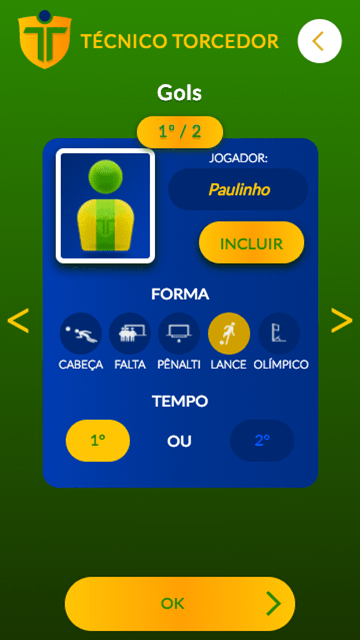 TÉCNICO TORCEDOR
Gols
1º / 2
JOGADOR:
Paulinho
INCLUIR
FORMA
CABEÇA FALTA PÊNALTI LANCE OLÍMPICO
TEMPO
1º OU 2º
OK